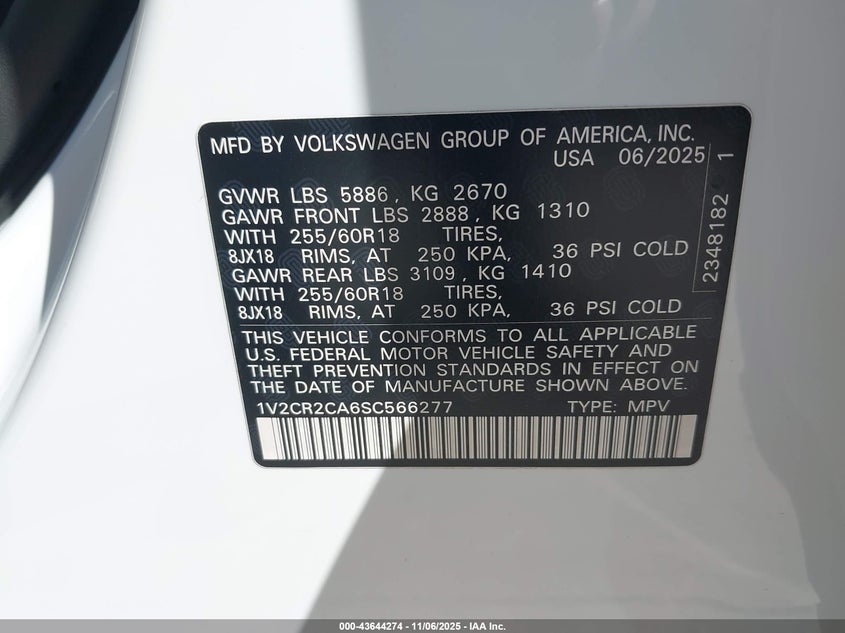 MFD BY VOLKSWAGEN GROUP OF AMERICA, INC.
USA 06/2025
GVWR LBS 5886, KG 2670
GAWR FRONT LBS 2888, KG 1310
WITH 255/60R18 TIRES,
8JX18 RIMS, AT 250 KPA, 36 PSI COLD
GAWR REAR LBS 3109, KG 1410
WITH 255/60R18 TIRES,
8JX18 RIMS, AT 250 KPA, 36 PSI COLD
THIS VEHICLE CONFORMS TO ALL APPLICABLE
U.S. FEDERAL MOTOR VEHICLE SAFETY AND
THEFT PREVENTION STANDARDS IN EFFECT ON
THE DATE OF MANUFACTURE SHOWN ABOVE.
1V2CR2CA6SC566277 TYPE: MPV
2348182 1
000-43644274 - 11/06/2025 - IAA Inc.